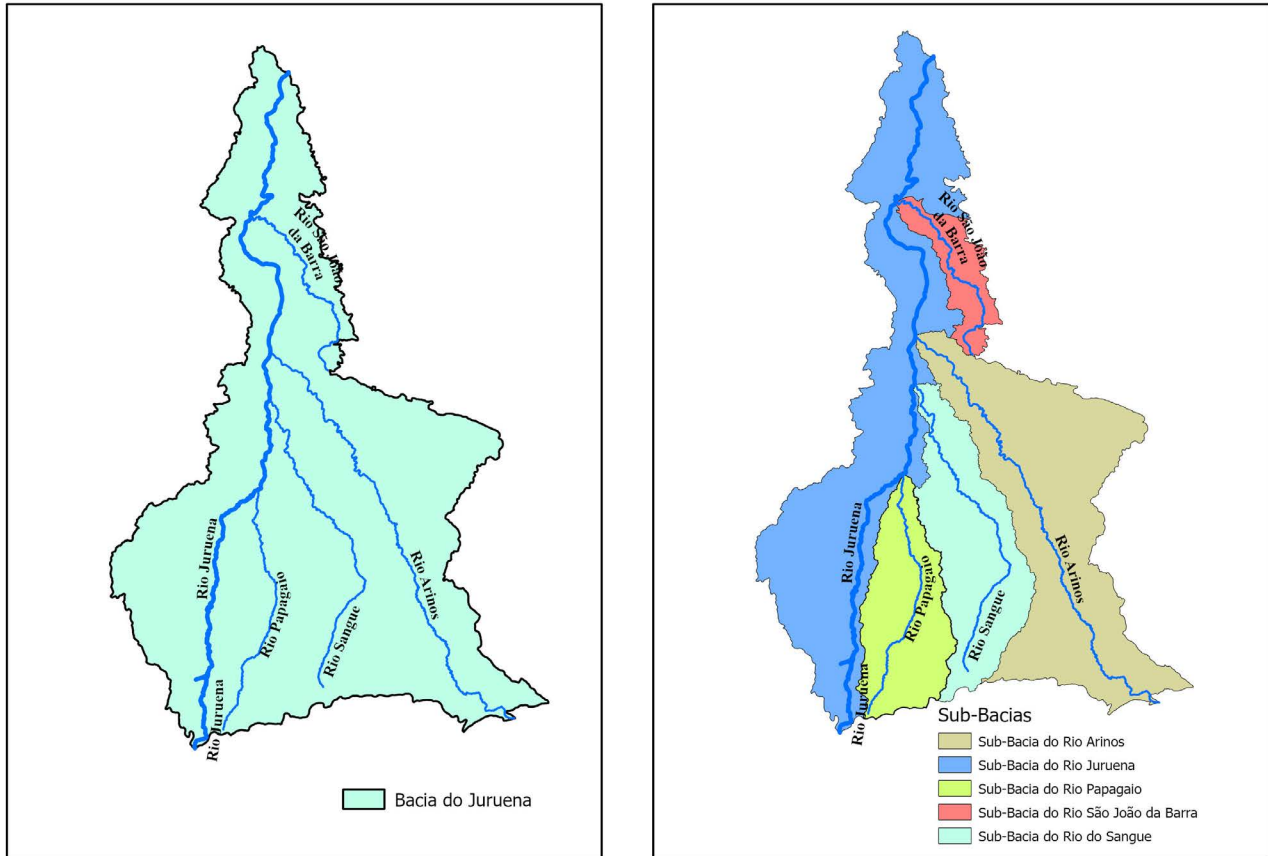 Rio São João
da Barra
Rio Juruena
Rio Papagaio
Rio Sangue
Rio Arinos
Rio Juruena
Bacia do Juruena
Rio São João
da Barra
Rio Juruena
Rio Papagaio
Rio Sangue
Rio Arinos
Rio Juruena
Sub-Bacias
Sub-Bacia do Rio Arinos
Sub-Bacia do Rio Juruena
Sub-Bacia do Rio Papagaio
Sub-Bacia do Rio São João da Barra
Sub-Bacia do Rio do Sangue